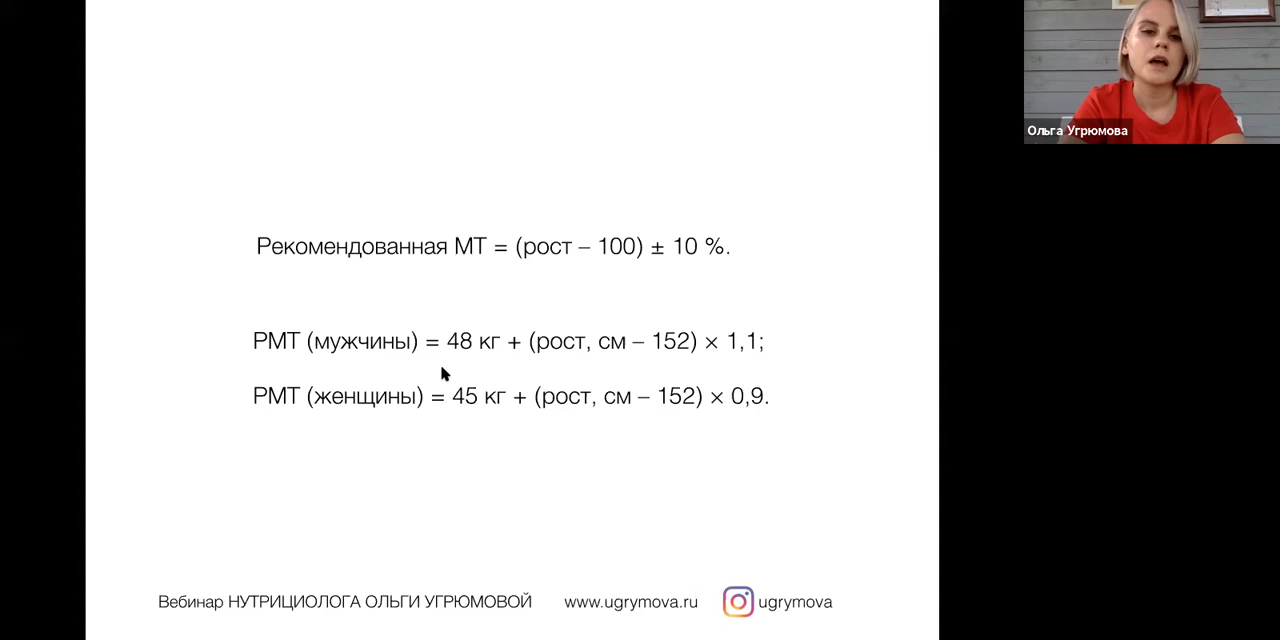 Ольга Угрюмова
Рекомендованная МТ = (рост – 100) ± 10 %.
РМТ (мужчины) = 48 кг + (рост, см – 152) × 1,1;
РМТ (женщины) = 45 кг + (рост, см – 152) × 0,9.
Вебинар НУТРИЦИОЛОГА ОЛЬГИ УГРЮМОВОЙ www.ugrymova.ru ugrymova